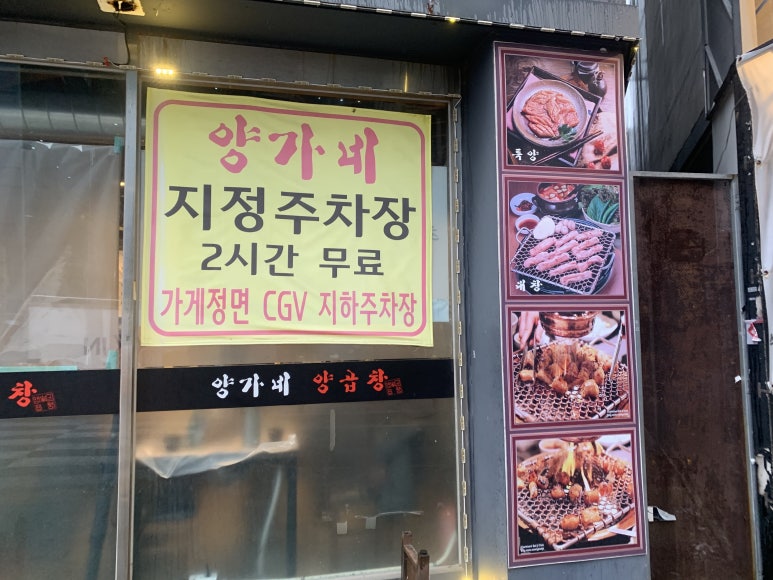 양가네
지정주차장
2시간 무료
가게정면 CGV 지하주차장
창
양가네 양곱창
특양
대창